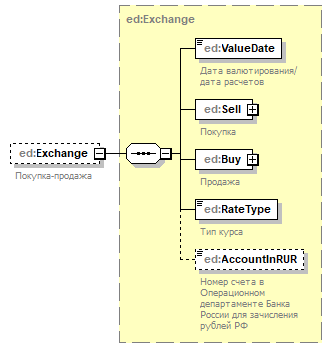 ed:Exchange
ed:ValueDate
Дата валютирования/
дата расчетов
ed:Sell
Покупка
ed:Exchange
Покупка-продажа
ed:Buy
Продажа
ed:RateType
Тип курса
ed:AccountInRUR
Номер счета в
Операционном
департаменте Банка
России для зачисления
рублей РФ